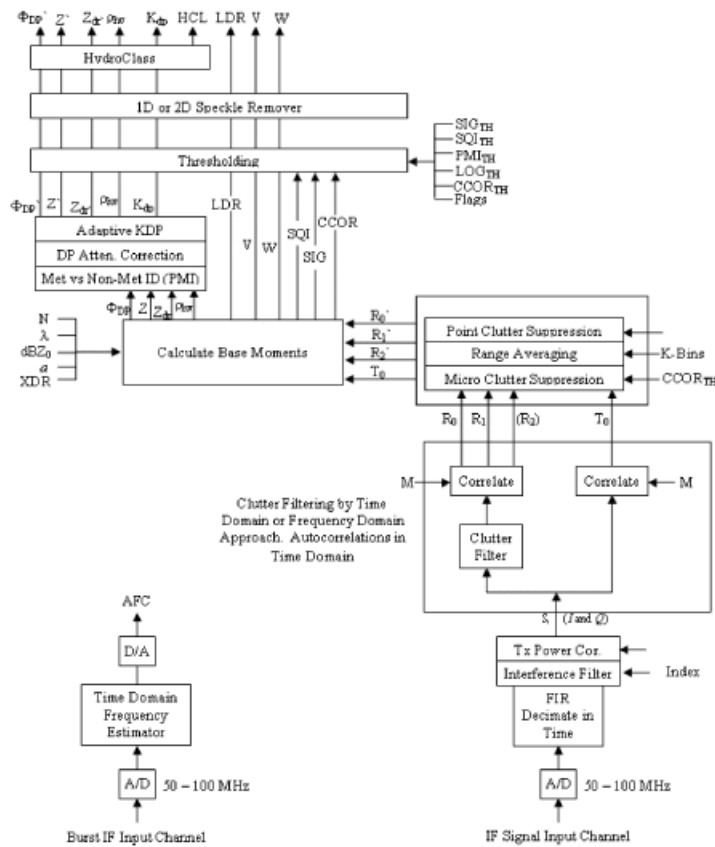 ΦDP` Z` Zdr` ρhv` Kdp HCL LDR V W
HydroClass
1D or 2D Speckle Remover
Thresholding
SIGTH
SQITH
PMITH
LOGTH
CCORTH
Flags
ΦDP` Z` Zdr` ρhv` Kdp LDR V W SQI SIG CCOR
Adaptive KDP
DP Atten. Correction
Met vs Non-Met ID (PMI)
ΦDP Z Zdr ρhv
N
λ
dBZ0
a
XDR
Calculate Base Moments
R0`
R1`
R2`
T0
Point Clutter Suppression
Range Averaging
Micro Clutter Suppression
K-Bins
CCORTH
R0 R1 (R2) T0
M Correlate Correlate M
Clutter Filtering by Time
Domain or Frequency Domain
Approach. Autocorrelations in
Time Domain
Clutter
Filter
S, (I and Q)
Tx Power Cor.
Interference Filter
Index
FIR
Decimate in
Time
A/D 50 – 100 MHz
IF Signal Input Channel
AFC
D/A
Time Domain
Frequency
Estimator
A/D 50 – 100 MHz
Burst IF Input Channel